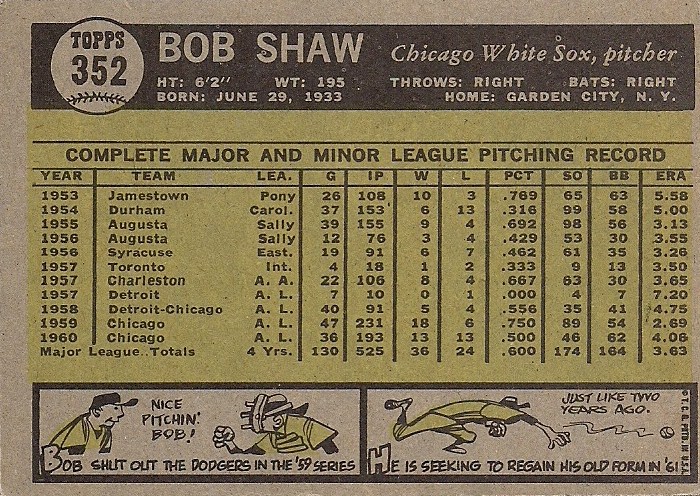 TOPPS
352
BOB SHAW Chicago White Sox, pitcher
HT: 6'2" WT: 195 THROWS: RIGHT BATS: RIGHT
BORN: JUNE 29, 1933 HOME: GARDEN CITY, N. Y.
COMPLETE MAJOR AND MINOR LEAGUE PITCHING RECORD
YEAR TEAM LEA. G IP W L PCT SO BB ERA
1953 Jamestown Pony 26 108 10 3 .769 65 63 5.58
1954 Durham Carol. 37 153 6 13 .316 99 58 5.00
1955 Augusta Sally 39 155 9 4 .692 98 56 3.13
1956 Augusta Sally 12 76 3 4 .429 53 30 3.55
1956 Syracuse East. 19 91 6 7 .462 61 35 3.26
1957 Toronto Int. 4 18 1 2 .333 9 13 3.50
1957 Charleston A. A. 22 106 8 4 .667 63 30 3.65
1957 Detroit A. L. 7 10 0 1 .000 4 7 7.20
1958 Detroit-Chicago A. L. 40 91 5 4 .556 35 41 4.75
1959 Chicago A. L. 47 231 18 6 .750 89 54 2.69
1960 Chicago A. L. 36 193 13 13 .500 46 62 4.06
Major League Totals 4 Yrs. 130 525 36 24 .600 174 164 3.63
NICE
PITCHIN'
BOB!
BOB SHUT OUT THE DODGERS IN THE '59 SERIES
JUST LIKE TWO
YEARS AGO.
HE IS SEEKING TO REGAIN HIS OLD FORM IN '61
© T.C.G. PRTD. IN U.S.A.